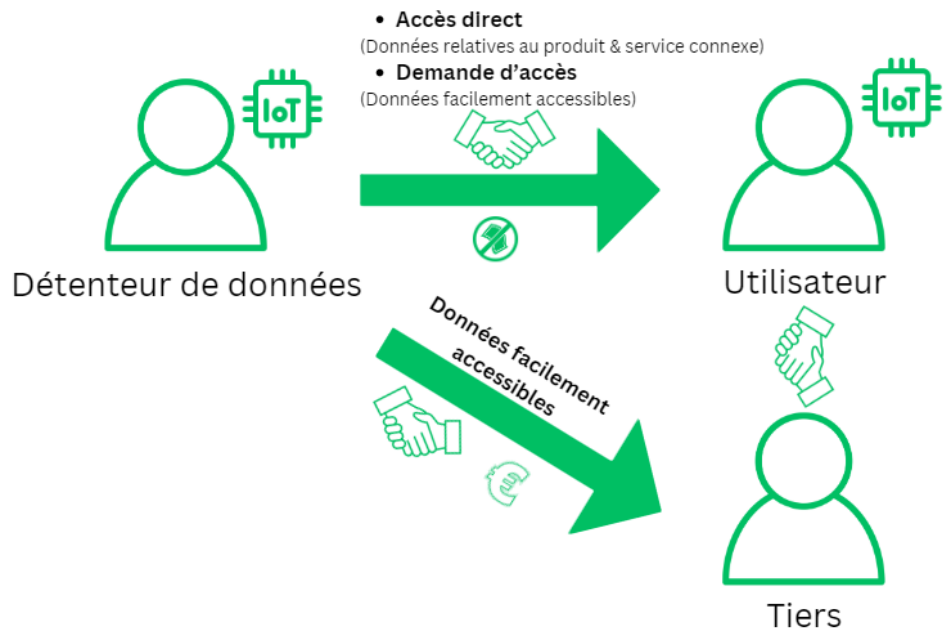 • Accès direct
(Données relatives au produit & service connexe)
• Demande d'accès
(Données facilement accessibles)
IoT
IoT
Détenteur de données
Utilisateur
Données facilement
accessibles
€
Tiers